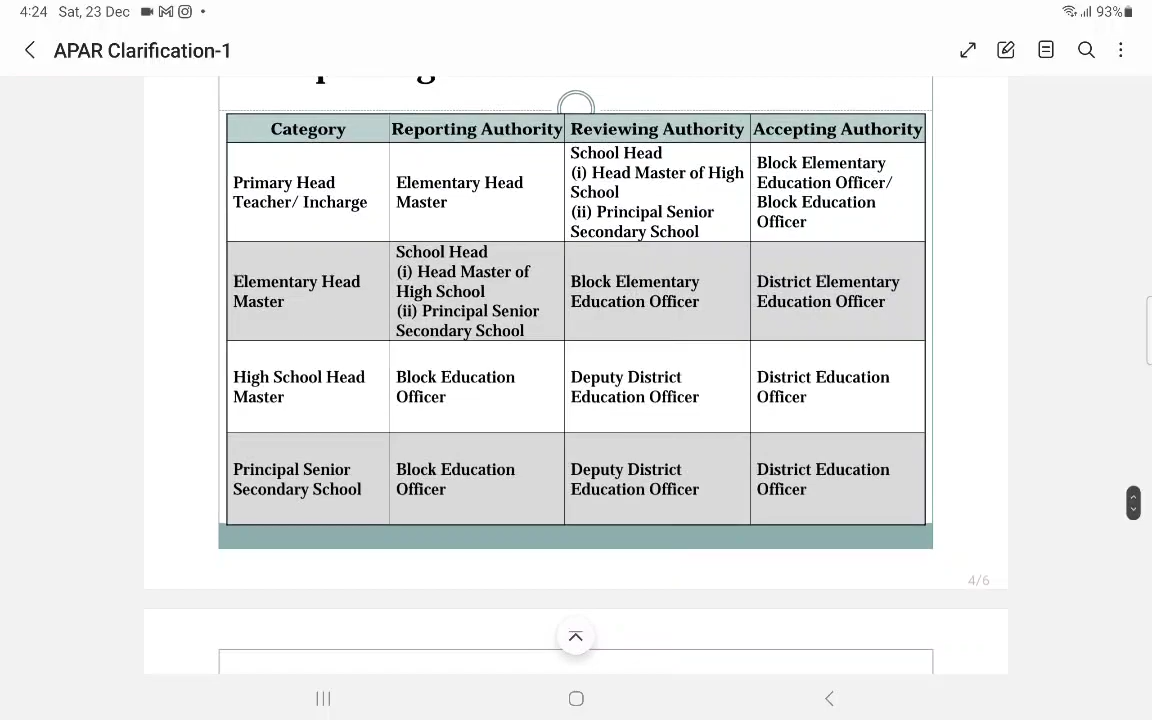 4:24 Sat, 23 Dec
93%
APAR Clarification-1
Category Reporting Authority Reviewing Authority Accepting Authority
Primary Head
Teacher/ Incharge
Elementary Head
Master
School Head
(i) Head Master of High
School
(ii) Principal Senior
Secondary School
Block Elementary
Education Officer/
Block Education
Officer
Elementary Head
Master
School Head
(i) Head Master of
High School
(ii) Principal Senior
Secondary School
Block Elementary
Education Officer
District Elementary
Education Officer
High School Head
Master
Block Education
Officer
Deputy District
Education Officer
District Education
Officer
Principal Senior
Secondary School
Block Education
Officer
Deputy District
Education Officer
District Education
Officer
4/6